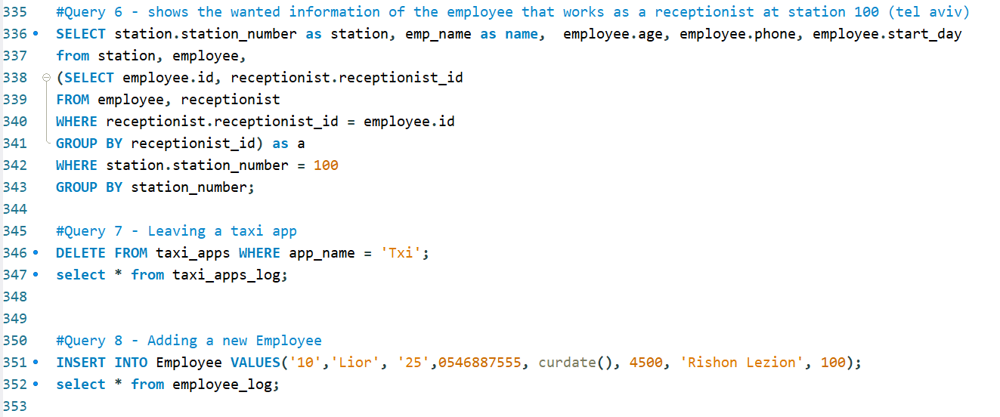 335 #Query 6 - shows the wanted information of the employee that works as a receptionist at station 100 (tel aviv)
336 SELECT station.station_number as station, emp_name as name,  employee.age, employee.phone, employee.start_day
337 from station, employee,
338 (SELECT employee.id, receptionist.receptionist_id
339 FROM employee, receptionist
340 WHERE receptionist.receptionist_id = employee.id
341 GROUP BY receptionist_id) as a
342 WHERE station.station_number = 100
343 GROUP BY station_number;
344
345 #Query 7 - Leaving a taxi app
346 DELETE FROM taxi_apps WHERE app_name = 'Txi';
347 select * from taxi_apps_log;
348
349
350 #Query 8 - Adding a new Employee
351 INSERT INTO Employee VALUES('10','Lior', '25',0546887555, curdate(), 4500, 'Rishon Lezion', 100);
352 select * from employee_log;
353